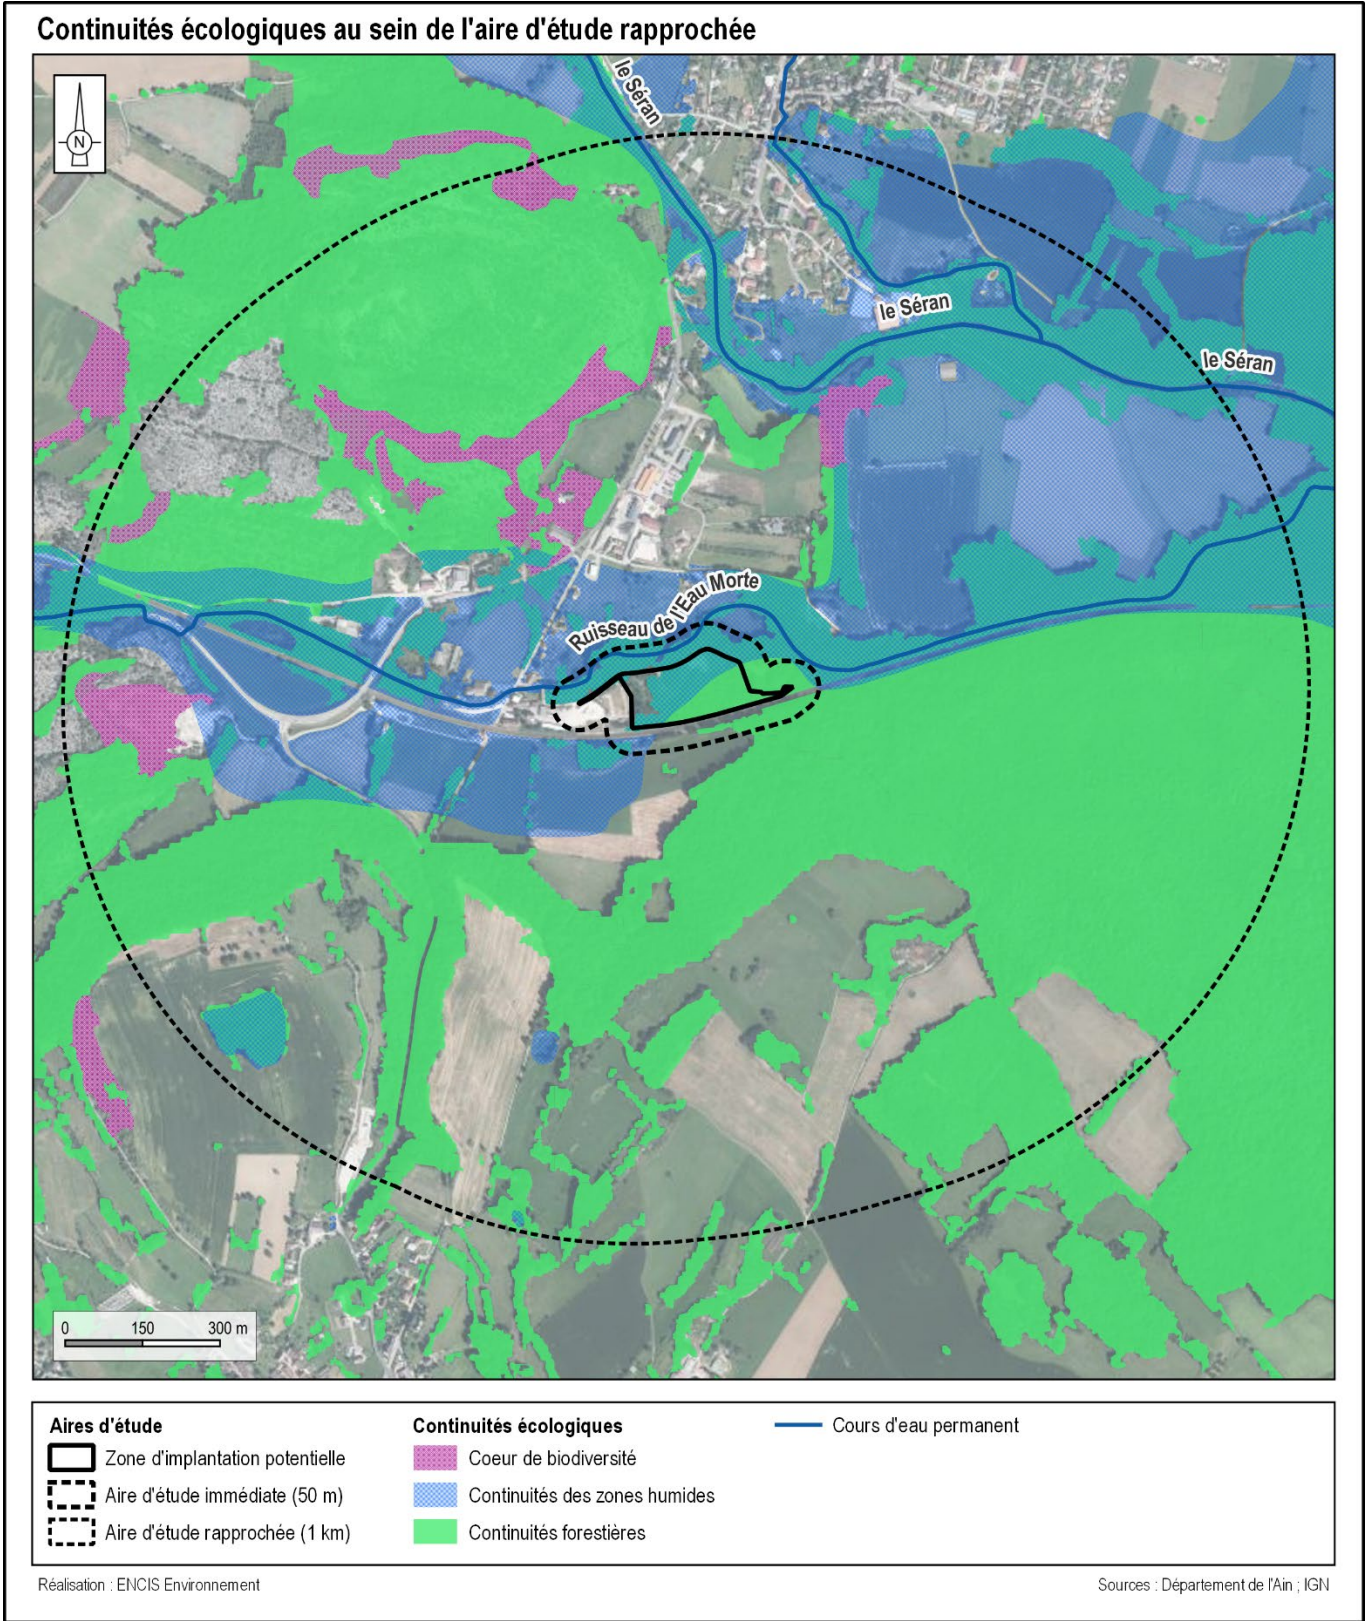 Continuités écologiques au sein de l'aire d'étude rapprochée
N
le Séran
le Séran
le Séran
Ruisseau de l'Eau Morte
0 150 300 m
Aires d'étude
Zone d'implantation potentielle
Aire d'étude immédiate (50 m)
Aire d'étude rapprochée (1 km)
Continuités écologiques
Coeur de biodiversité
Continuités des zones humides
Continuités forestières
Cours d'eau permanent
Réalisation : ENCIS Environnement
Sources : Département de l'Ain ; IGN